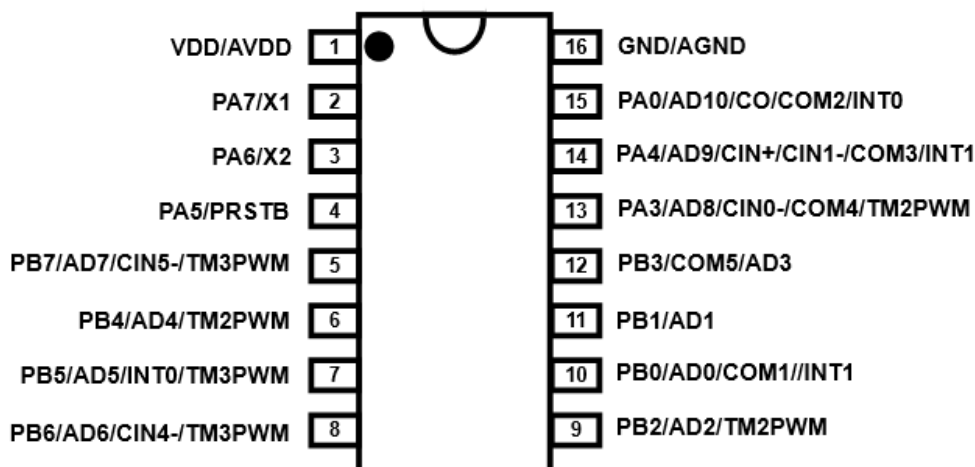 VDD/AVDD 1 16 GND/AGND
PA7/X1 2 15 PA0/AD10/CO/COM2/INT0
PA6/X2 3 14 PA4/AD9/CIN+/CIN1-/COM3/INT1
PA5/PRSTB 4 13 PA3/AD8/CIN0-/COM4/TM2PWM
PB7/AD7/CIN5-/TM3PWM 5 12 PB3/COM5/AD3
PB4/AD4/TM2PWM 6 11 PB1/AD1
PB5/AD5/INT0/TM3PWM 7 10 PB0/AD0/COM1//INT1
PB6/AD6/CIN4-/TM3PWM 8 9 PB2/AD2/TM2PWM